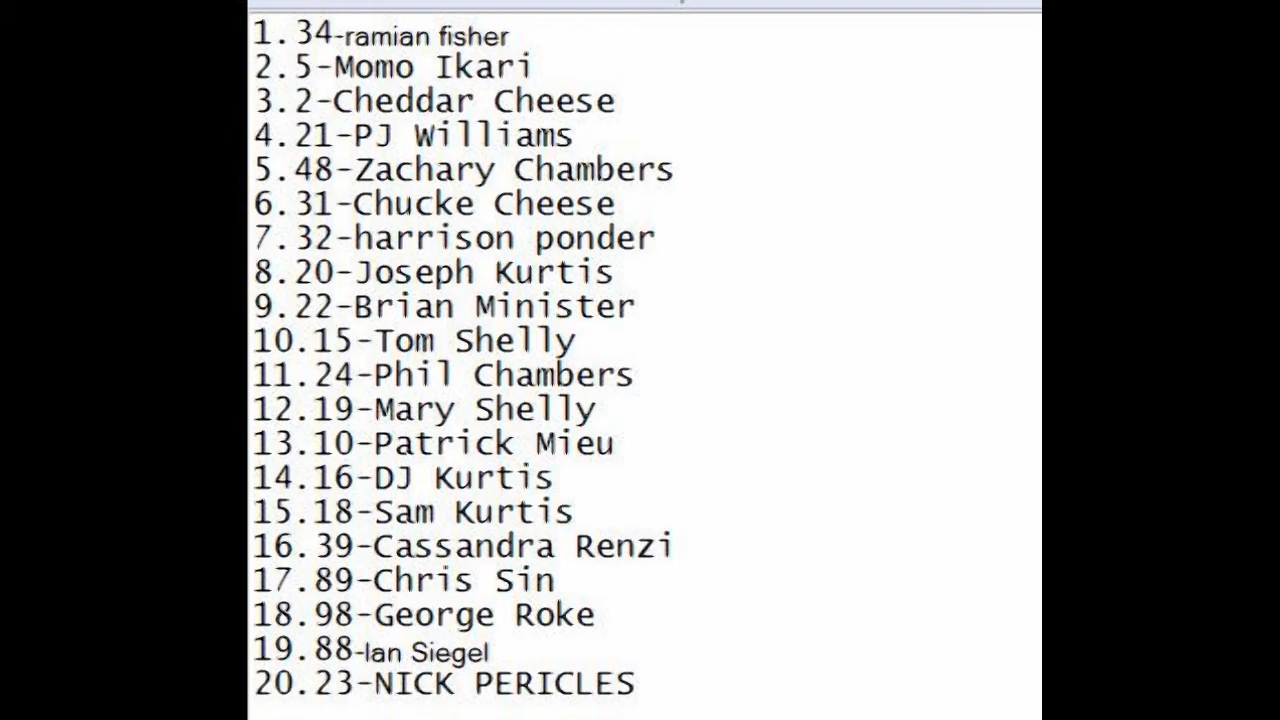 1.34-ramian fisher
2.5-Momo Ikari
3.2-Cheddar Cheese
4.21-PJ Williams
5.48-Zachary Chambers
6.31-Chucke Cheese
7.32-harrison ponder
8.20-Joseph Kurtis
9.22-Brian Minister
10.15-Tom Shelly
11.24-Phil Chambers
12.19-Mary Shelly
13.10-Patrick Mieu
14.16-DJ Kurtis
15.18-Sam Kurtis
16.39-Cassandra Renzi
17.89-Chris Sin
18.98-George Roke
19.88-Ian Siegel
20.23-NICK PERICLES